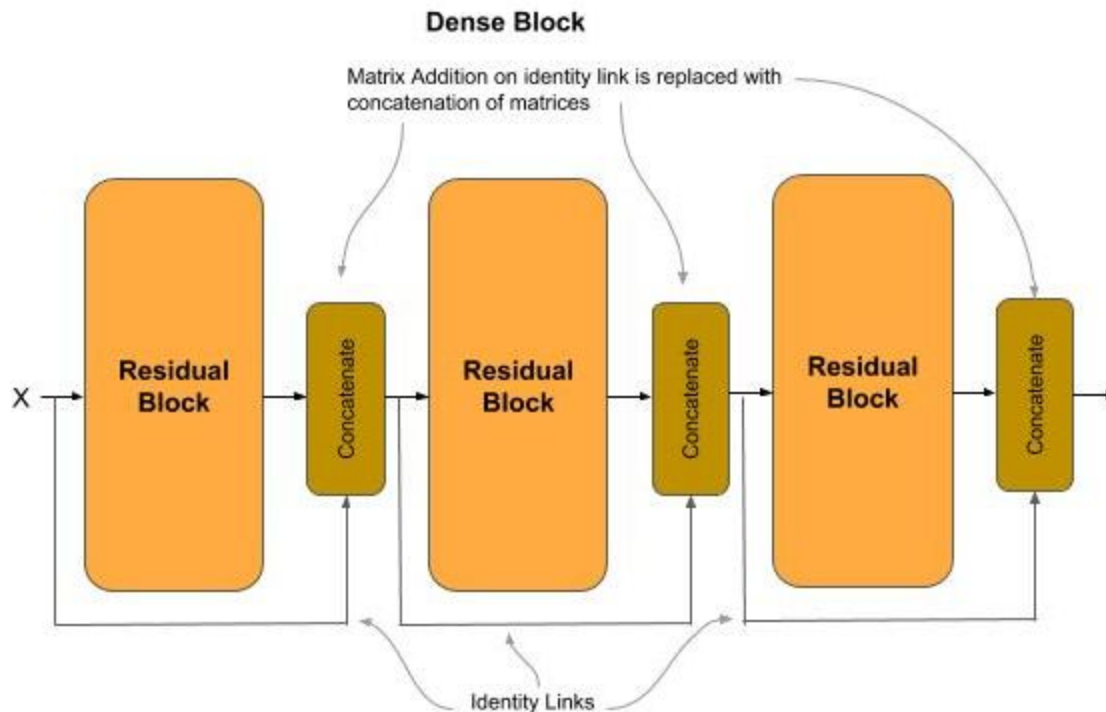 Dense Block
Matrix Addition on identity link is replaced with
concatenation of matrices
X
Residual
Block
Concatenate
Residual
Block
Concatenate
Residual
Block
Concatenate
Identity Links